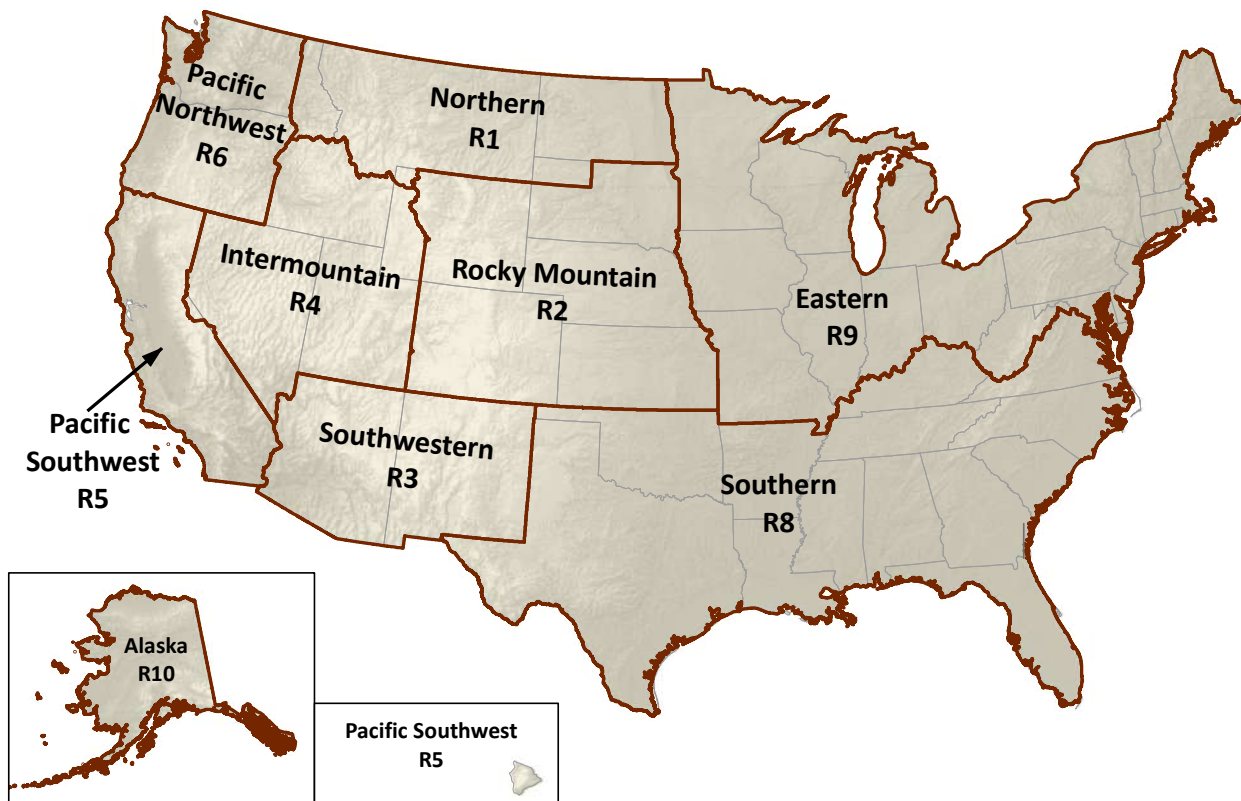 Pacific
Northwest
R6
Northern
R1
Intermountain
R4
Rocky Mountain
R2
Eastern
R9
Pacific
Southwest
R5
Southwestern
R3
Southern
R8
Alaska
R10
Pacific Southwest
R5